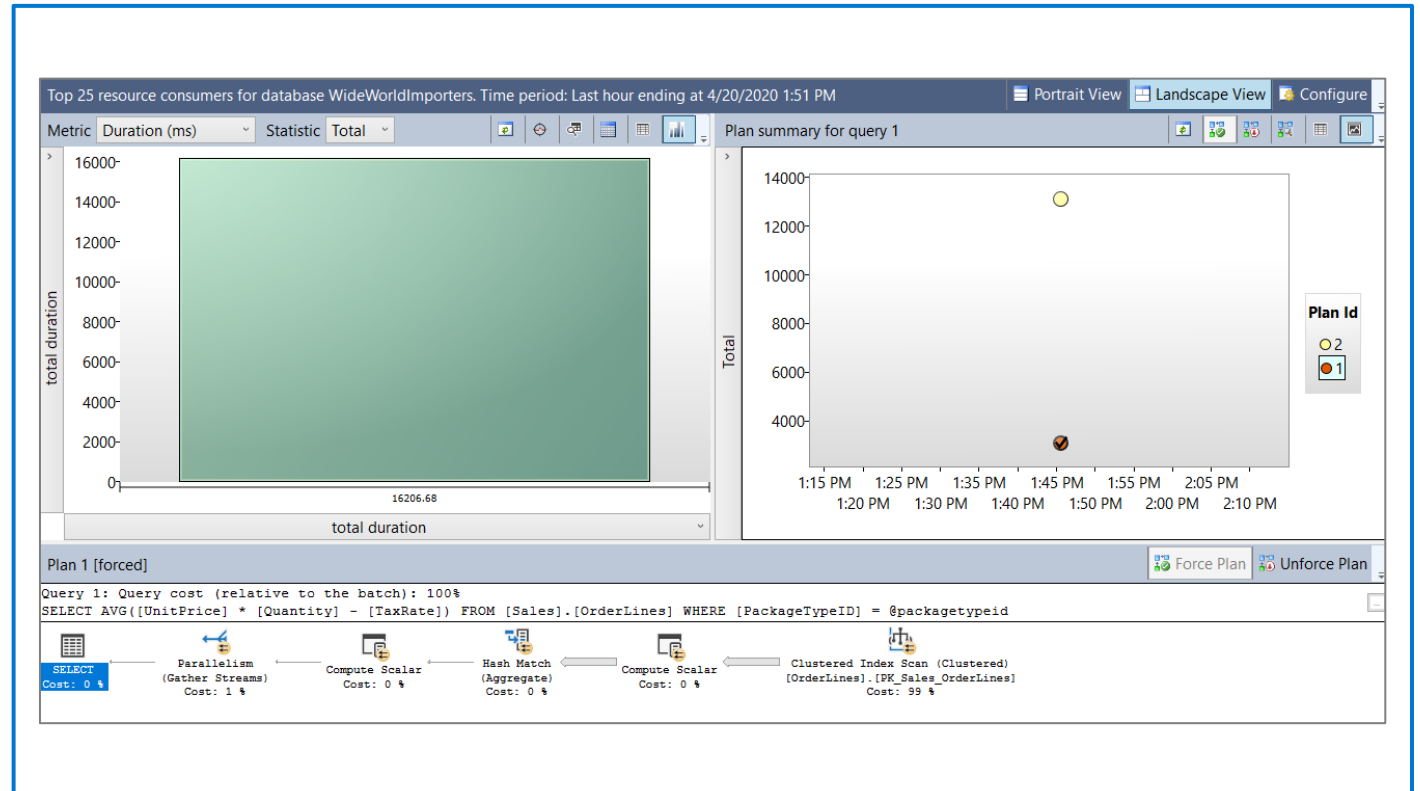 Top 25 resource consumers for database WideWorldImporters. Time period: Last hour ending at 4/20/2020 1:51 PM
Portrait View
Landscape View
Configure
Metric Duration (ms) Statistic Total
Plan summary for query 1
16000
14000
12000
10000
8000
6000
4000
2000
0
total duration
16206.68
total duration
14000
12000
10000
8000
6000
4000
Total
1:15 PM 1:25 PM 1:35 PM 1:45 PM 1:55 PM 2:05 PM
1:20 PM 1:30 PM 1:40 PM 1:50 PM 2:00 PM 2:10 PM
Plan Id
2
1
Plan 1 [forced]
Force Plan
Unforce Plan
Query 1: Query cost (relative to the batch): 100%
SELECT AVG([UnitPrice] * [Quantity] - [TaxRate]) FROM [Sales].[OrderLines] WHERE [PackageTypeID] = @packagetypeid
SELECT
Cost: 0 %
Parallelism
(Gather Streams)
Cost: 1 %
Compute Scalar
Cost: 0 %
Hash Match
(Aggregate)
Cost: 0 %
Compute Scalar
Cost: 0 %
Clustered Index Scan (Clustered)
[OrderLines].[PK_Sales_OrderLines]
Cost: 99 %